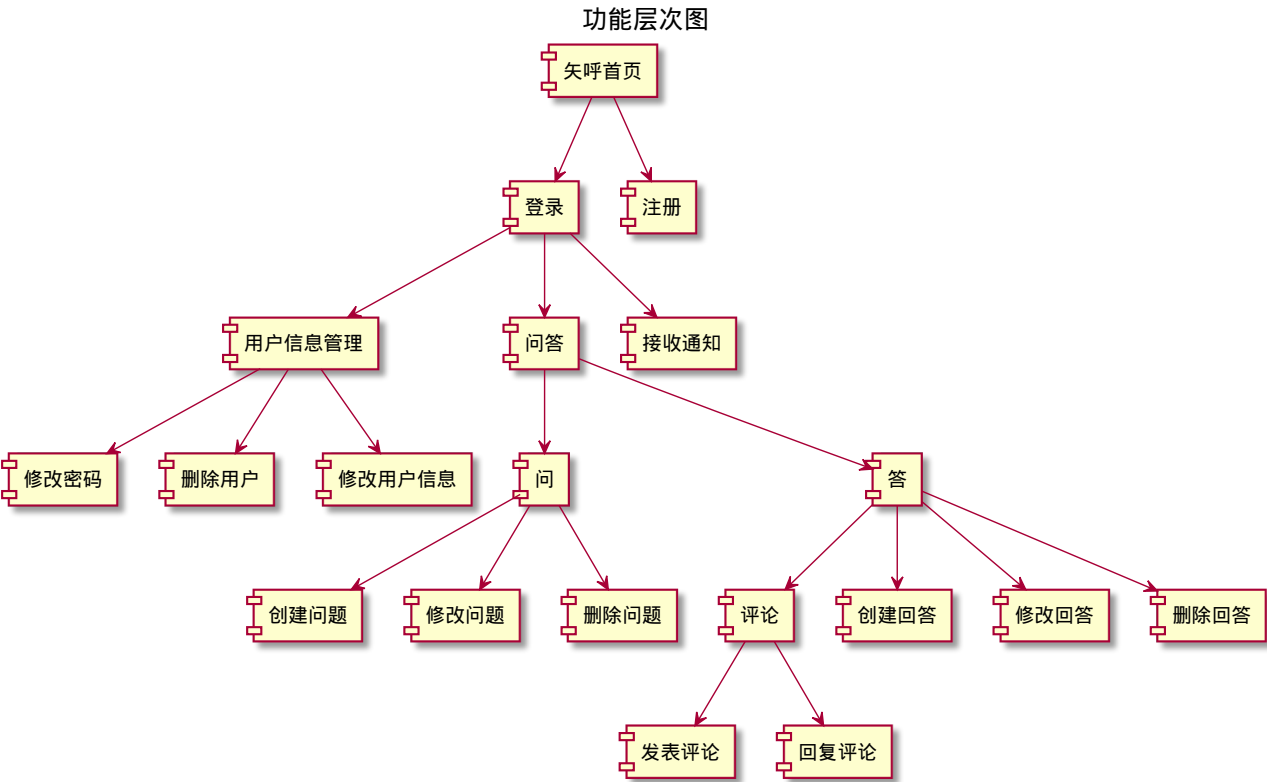 功能层次图
矢呼首页
登录
注册
用户信息管理
问答
接收通知
修改密码
删除用户
修改用户信息
问
答
创建问题
修改问题
删除问题
评论
创建回答
修改回答
删除回答
发表评论
回复评论